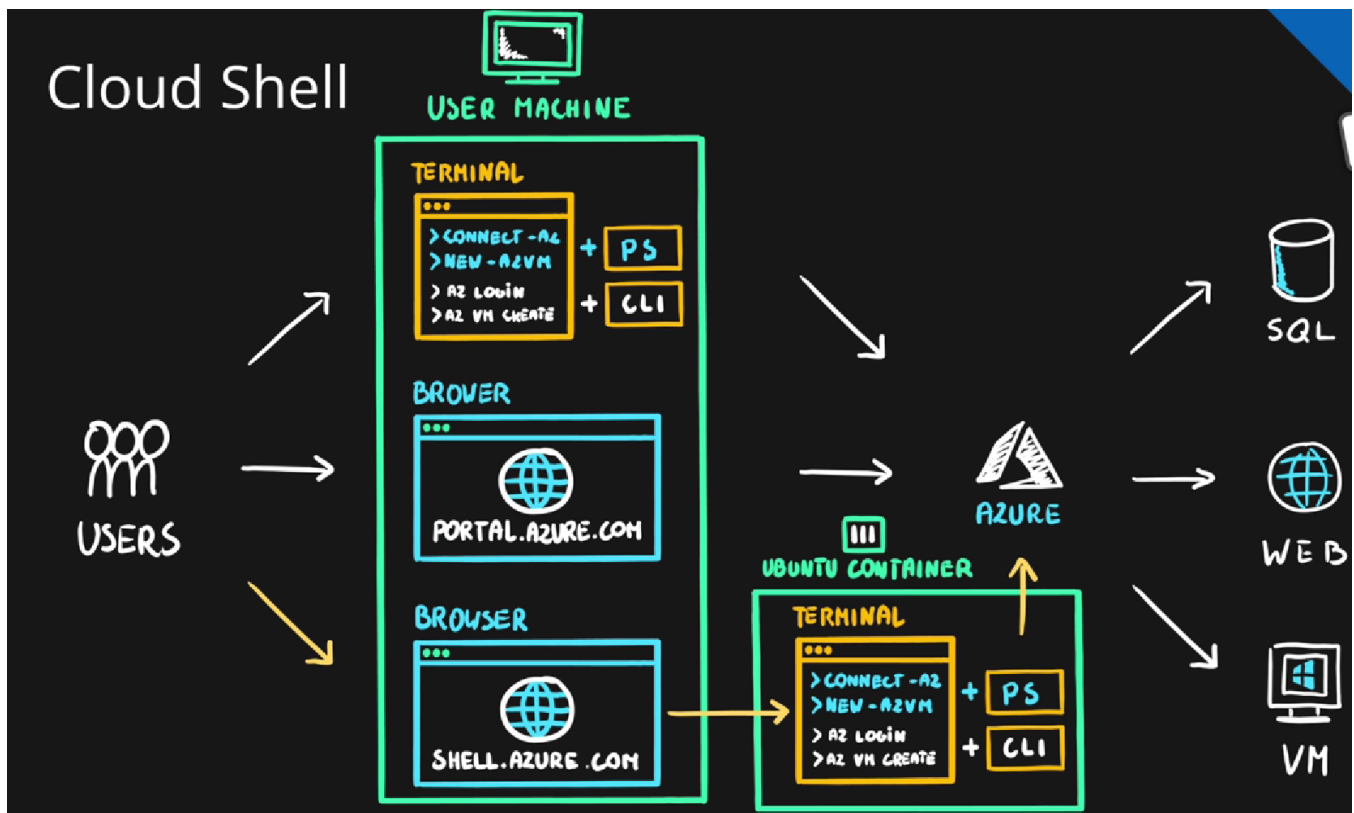 Cloud Shell
USER MACHINE
TERMINAL
>CONNECT-AZ
>NEW-AZVM
+ PS
> AZ LOGIN
>AZ VM CREATE
+ CLI
BROWER
PORTAL.AZURE.COM
BROWSER
SHELL.AZURE.COM
USERS
UBUNTU CONTAINER
TERMINAL
>CONNECT-AZ
>NEW-AZVM
+ PS
> AZ LOGIN
>AZ VM CREATE
+ CLI
AZURE
SQL
WEB
VM